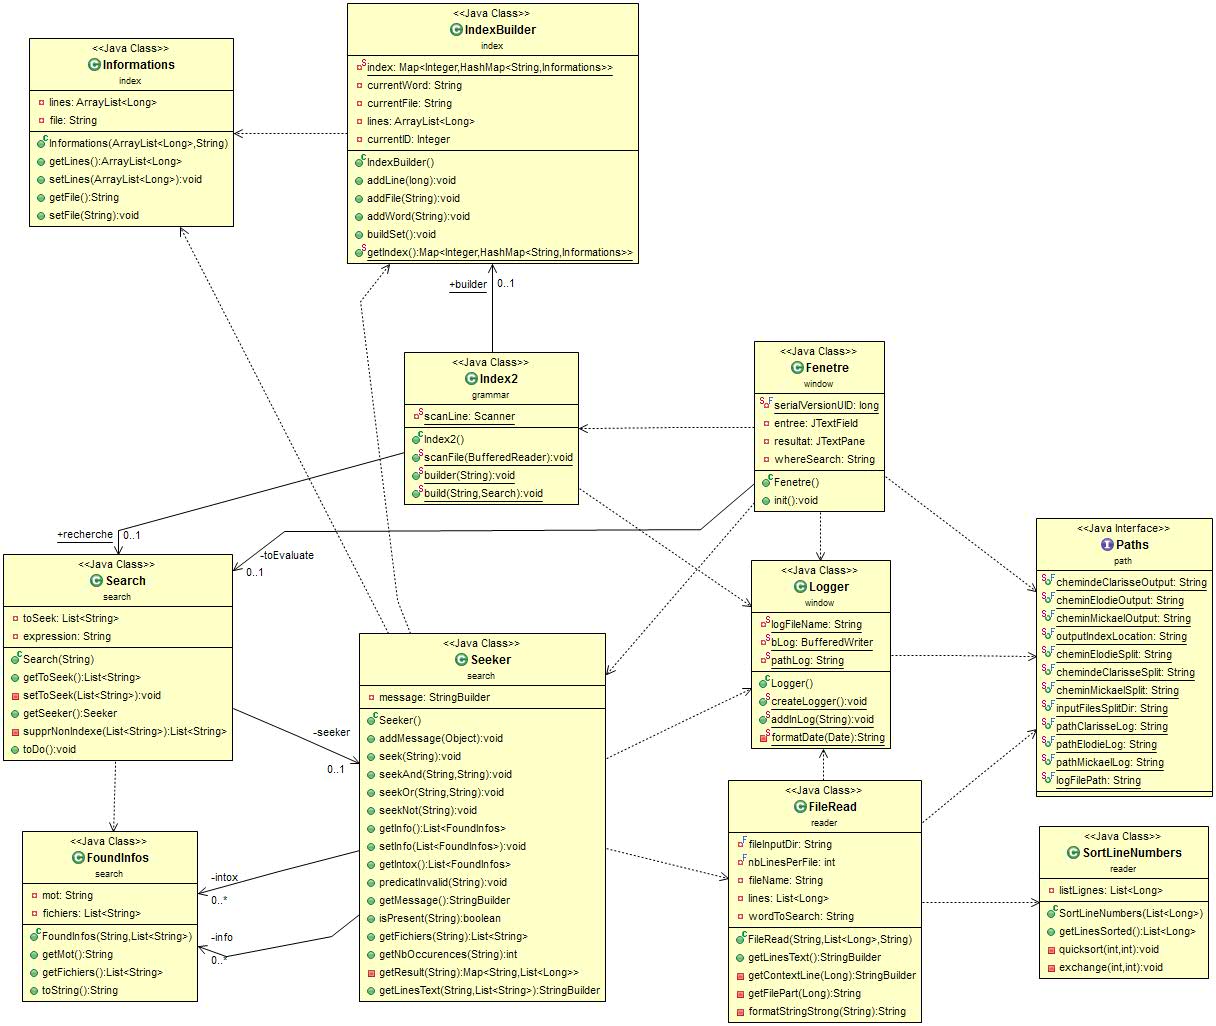 <<Java Class>>
Informations
index
lines: ArrayList<Long>
file: String
Informations(ArrayList<Long>,String)
getLines():ArrayList<Long>
setLines(ArrayList<Long>):void
getFile():String
setFile(String):void
<<Java Class>>
IndexBuilder
index
index: Map<Integer,HashMap<String,Informations>>
currentWord: String
currentFile: String
lines: ArrayList<Long>
currentID: Integer
IndexBuilder()
addLine(long):void
addFile(String):void
addWord(String):void
buildSet():void
getIndex():Map<Integer,HashMap<String,Informations>>
+builder
0..1
<<Java Class>>
Index2
grammar
scanLine: Scanner
Index2()
scanFile(BufferedReader):void
builder(String):void
build(String,Search):void
<<Java Class>>
Fenetre
window
serialVersionUID: long
entree: JTextField
resultat: JTextPane
whereSearch: String
Fenetre()
init():void
+recherche
0..1
-toEvaluate
0..1
<<Java Class>>
Search
search
toSeek: List<String>
expression: String
Search(String)
getToSeek():List<String>
setToSeek(List<String>):void
getSeeker():Seeker
supprNonIndexe(List<String>):List<String>
toDo():void
<<Java Class>>
Logger
window
logFileName: String
bLog: BufferedWriter
pathLog: String
Logger()
createLogger():void
addInLog(String):void
formatDate(Date):String
<<Java Interface>>
Paths
path
chemindeClarisseOutput: String
cheminElodieOutput: String
cheminMickaelOutput: String
outputIndexLocation: String
cheminElodieSplit: String
chemindeClarisseSplit: String
cheminMickaelSplit: String
inputFilesSplitDir: String
pathClarisseLog: String
pathElodieLog: String
pathMickaelLog: String
logFilePath: String
-seeker
0..1
<<Java Class>>
Seeker
search
message: StringBuilder
Seeker()
addMessage(Object):void
seek(String):void
seekAnd(String,String):void
seekOr(String,String):void
seekNot(String):void
getInfo():List<FoundInfos>
setInfo(List<FoundInfos>):void
getIntox():List<FoundInfos>
predicatInvalid(String):void
getMessage():StringBuilder
isPresent(String):boolean
getFichiers(String):List<String>
getNbOccurences(String):int
getResult(String):Map<String,List<Long>>
getLinesText(String,List<String>):StringBuilder
<<Java Class>>
FoundInfos
search
mot: String
fichiers: List<String>
FoundInfos(String,List<String>)
getMot():String
getFichiers():List<String>
toString():String
-intox
0..*
-info
0..*
<<Java Class>>
FileRead
reader
fileInputDir: String
nbLinesPerFile: int
fileName: String
lines: List<Long>
wordToSearch: String
FileRead(String,List<Long>,String)
getLinesText():StringBuilder
getContextLine(Long):StringBuilder
getFilePart(Long):String
formatStringStrong(String):String
<<Java Class>>
SortLineNumbers
reader
listLignes: List<Long>
SortLineNumbers(List<Long>)
getLinesSorted():List<Long>
quicksort(int,int):void
exchange(int,int):void